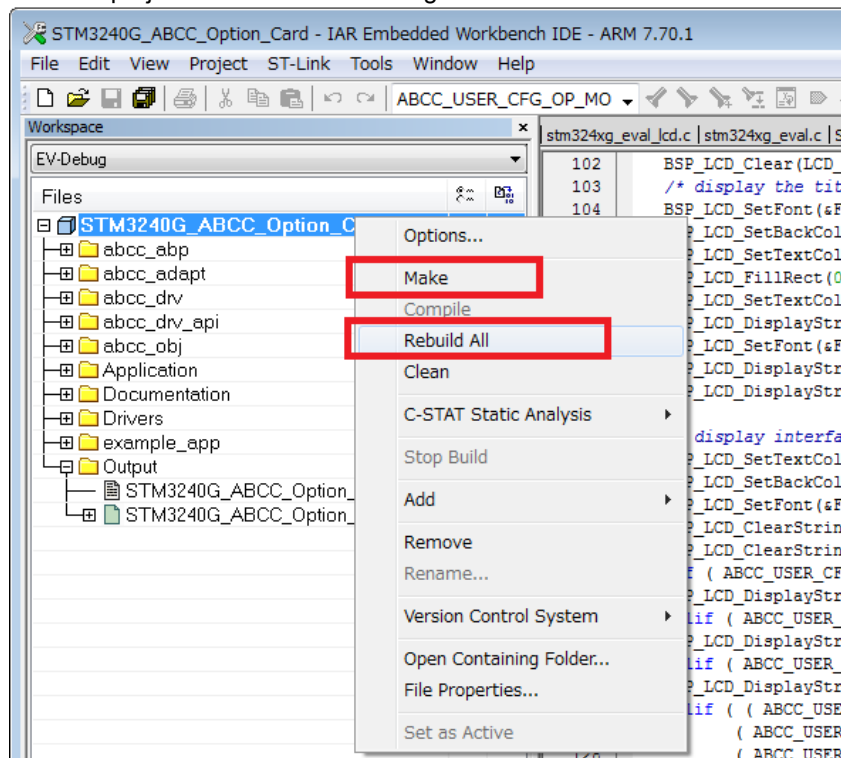 STM3240G_ABCC_Option_Card - IAR Embedded Workbench IDE - ARM 7.70.1
File Edit View Project ST-Link Tools Window Help
ABCC_USER_CFG_OP_MO
Workspace
stm324xg_eval_lcd.c | stm324xg_eval.c |
EV-Debug
Files
STM3240G_ABCC_Option_C
abcc_abp
abcc_adapt
abcc_drv
abcc_drv_api
abcc_obj
Application
Documentation
Drivers
example_app
Output
STM3240G_ABCC_Option_
STM3240G_ABCC_Option_
Options...
Make
Compile
Rebuild All
Clean
C-STAT Static Analysis
Stop Build
Add
Remove
Rename...
Version Control System
Open Containing Folder...
File Properties...
Set as Active
102 BSP_LCD_Clear(LCD_
103 /* display the tit
104 BSP_LCD_SetFont(&F
P_LCD_SetBackCol
P_LCD_SetTextCol
P_LCD_FillRect(0
P_LCD_SetTextCol
P_LCD_DisplayStr
P_LCD_SetFont(&F
P_LCD_DisplayStr
P_LCD_DisplayStr
display interfa
P_LCD_SetTextCol
P_LCD_SetBackCol
P_LCD_SetFont(&F
P_LCD_ClearStrin
P_LCD_ClearStrin
f ( ABCC_USER_CF
P_LCD_DisplayStr
lif ( ABCC_USER_
P_LCD_DisplayStr
lif ( ABCC_USER_
P_LCD_DisplayStr
lif ( ( ABCC_USE
( ABCC_USER
( ABCC_USER